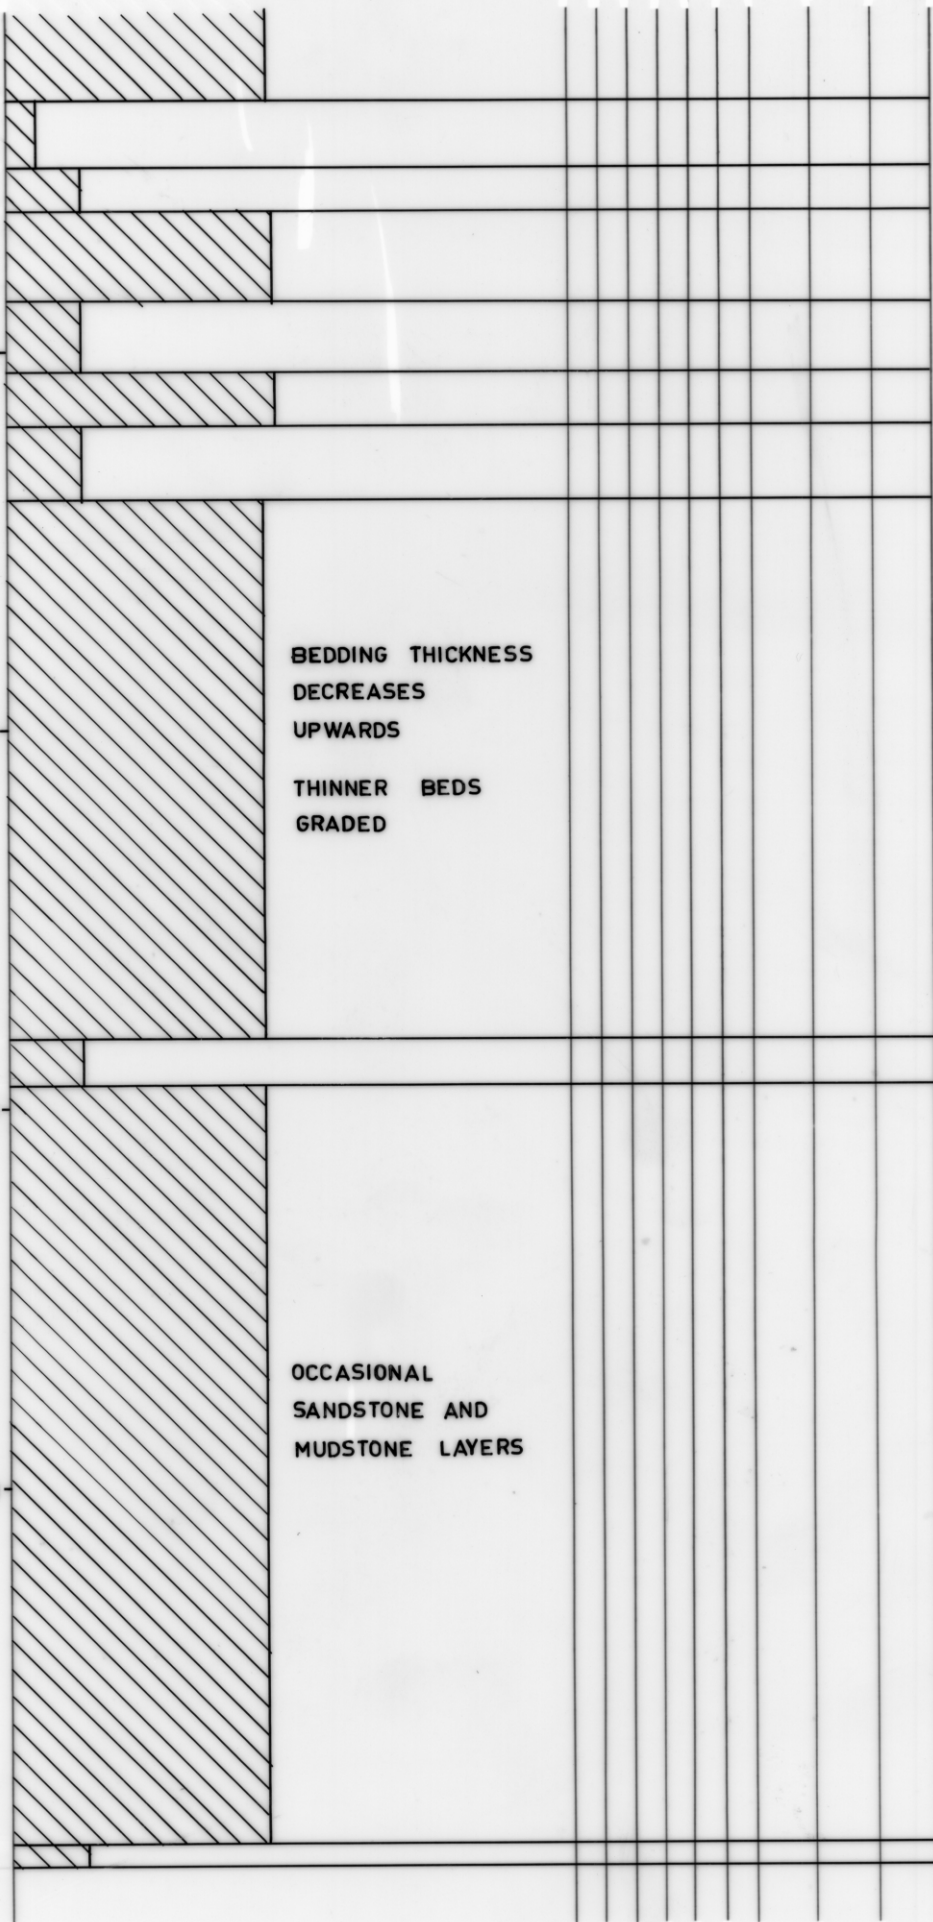 BEDDING THICKNESS
DECREASES
UPWARDS
THINNER BEDS
GRADED
OCCASIONAL
SANDSTONE AND
MUDSTONE LAYERS